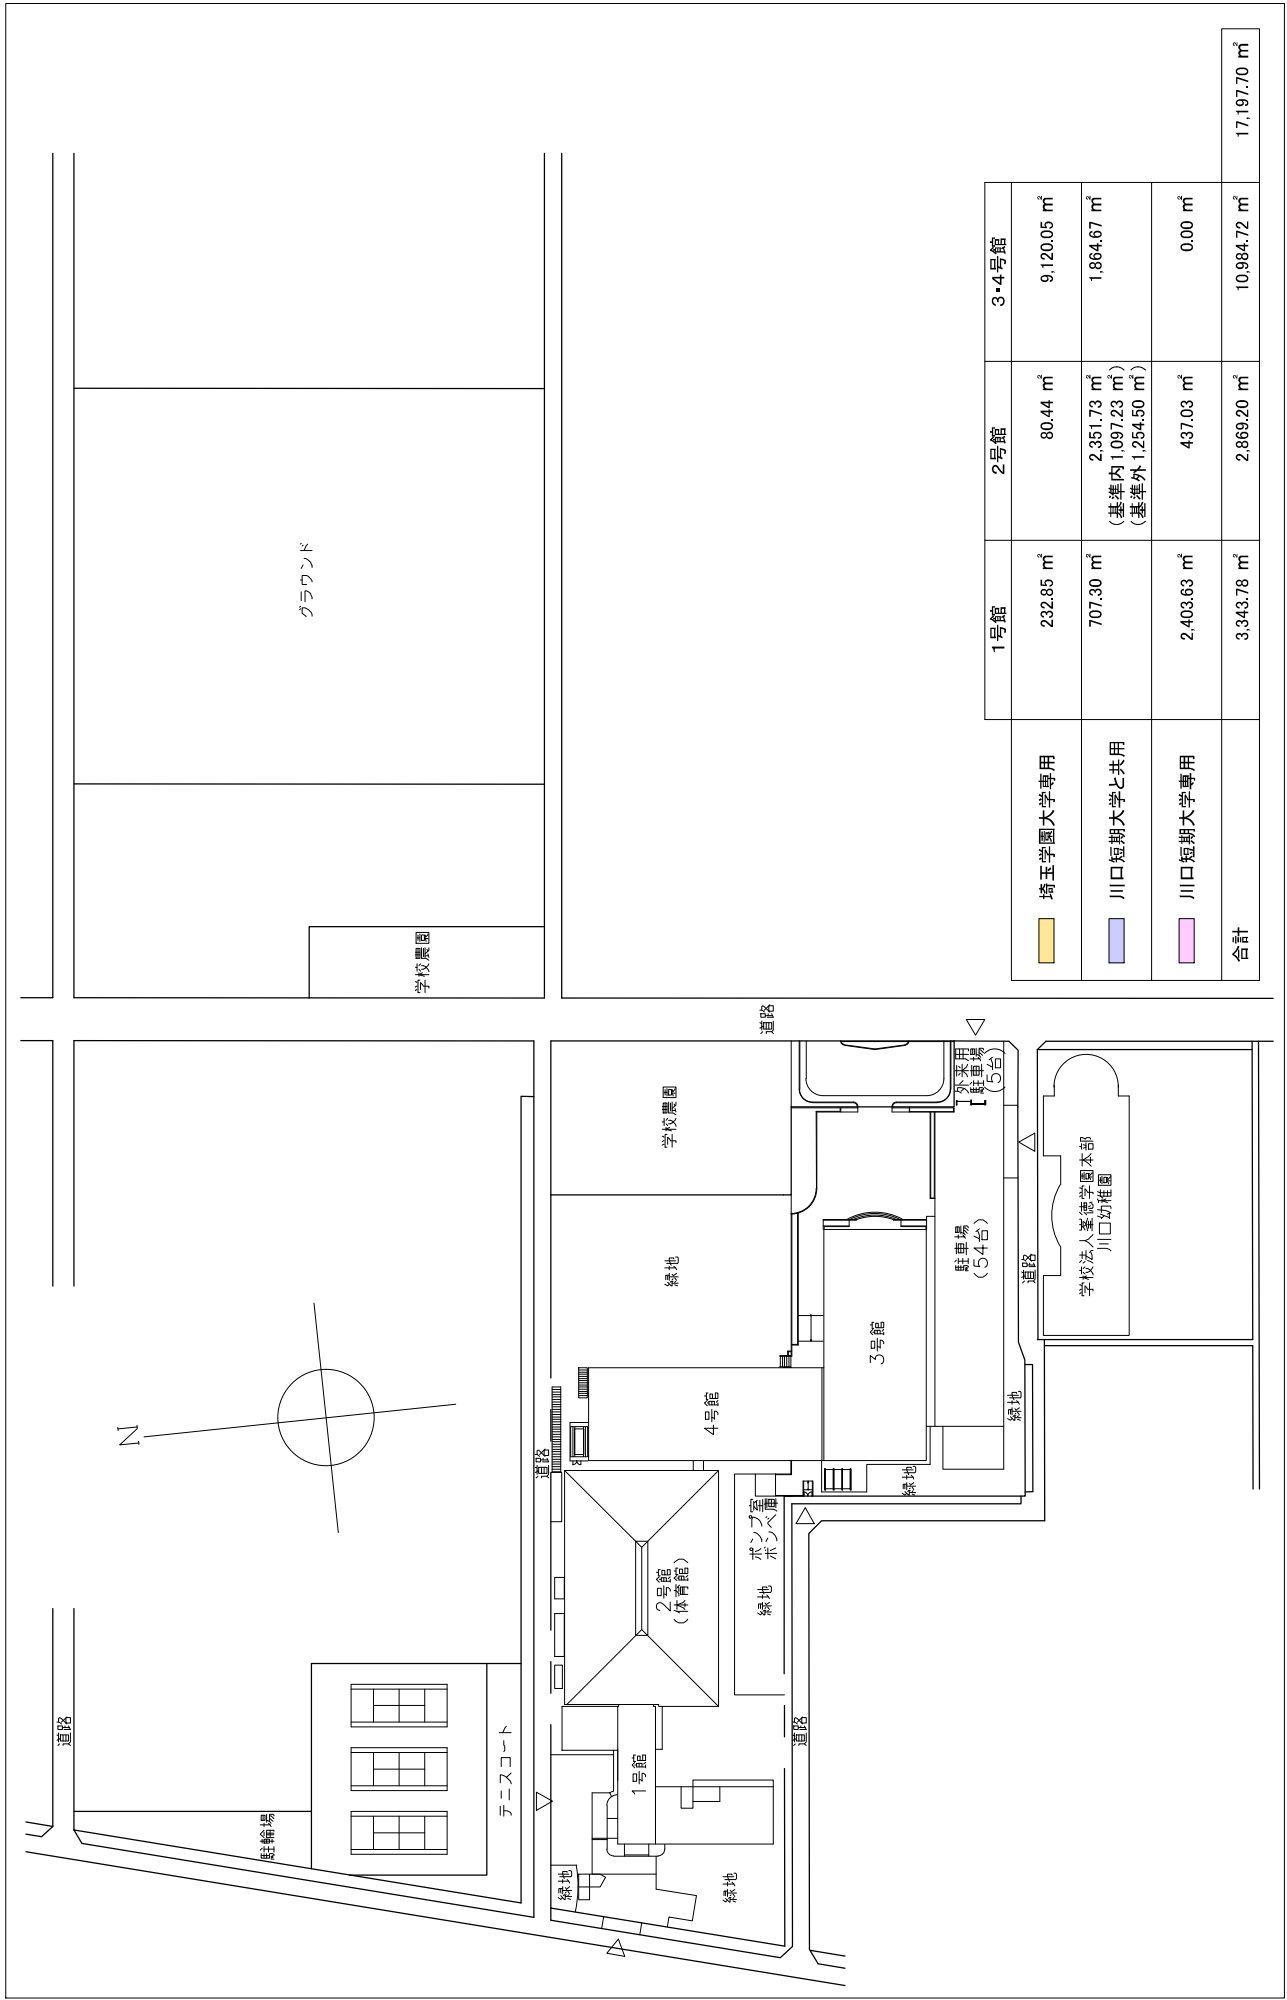 N
道路
駐輪場
テニスコート
道路
学校農園
グラウンド
緑地
1号館
緑地
2号館
(体育館)
緑地
ポンプ室
ボンベ庫
4号館
緑地
学校農園
道路
道路
3号館
緑地
緑地
駐車場
(54台)
外来用
駐車場
(5台)
道路
学校法人峯徳学園本部
川口幼稚園
1号館 2号館 3・4号館
埼玉学園大学専用 232.85 ㎡ 80.44 ㎡ 9,120.05 ㎡
川口短期大学と共用 707.30 ㎡ 2,351.73 ㎡ 1,864.67 ㎡
(基準内 1,097.23 ㎡)
(基準外 1,254.50 ㎡)
川口短期大学専用 2,403.63 ㎡ 437.03 ㎡ 0.00 ㎡
合計 3,343.78 ㎡ 2,869.20 ㎡ 10,984.72 ㎡ 17,197.70 ㎡